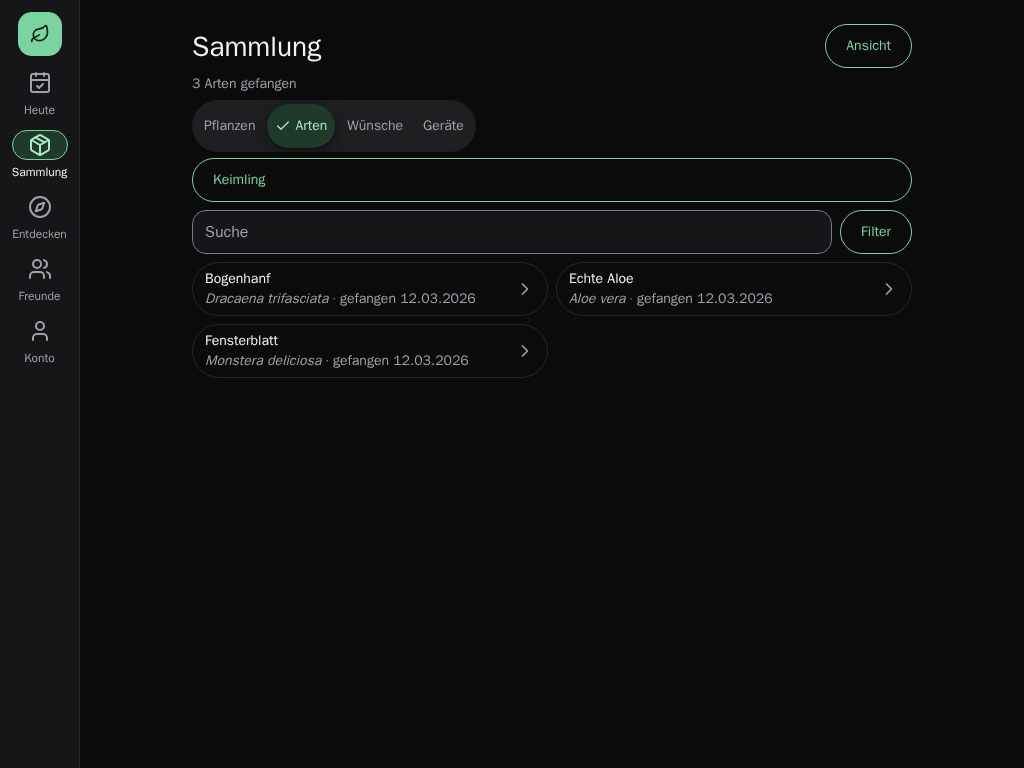 Heute
Sammlung
Entdecken
Freunde
Konto
Sammlung
Ansicht
3 Arten gefangen
Pflanzen
Arten
Wünsche
Geräte
Keimling
Suche
Filter
Bogenhanf
Dracaena trifasciata · gefangen 12.03.2026
Echte Aloe
Aloe vera · gefangen 12.03.2026
Fensterblatt
Monstera deliciosa · gefangen 12.03.2026